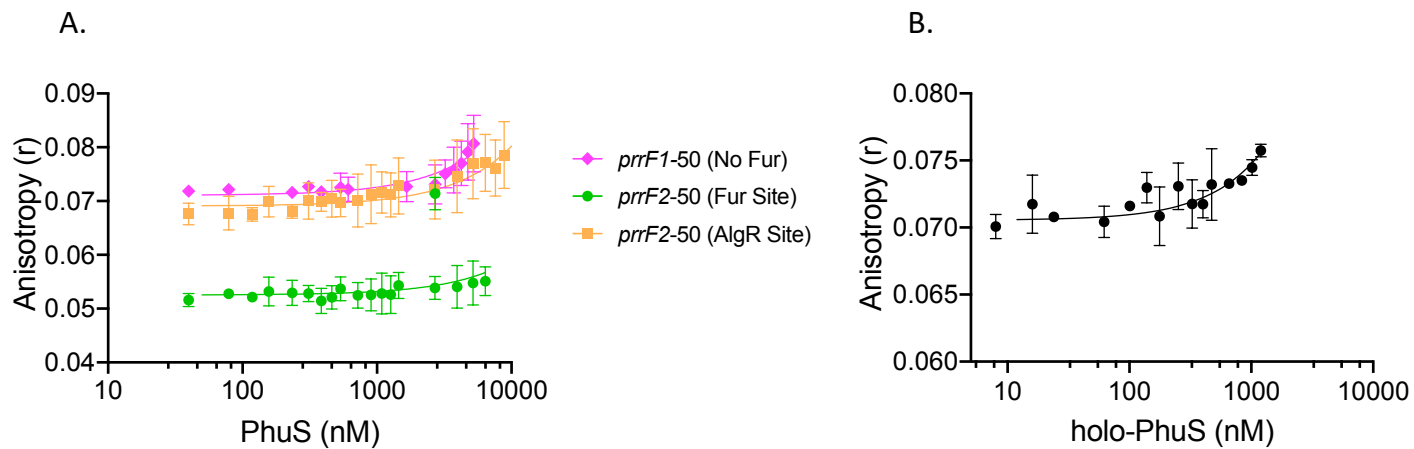 A.
0.09
0.08
0.07
0.06
0.05
0.04
Anisotropy (r)
10 100 1000 10000
PhuS (nM)
prrF1-50 (No Fur)
prrF2-50 (Fur Site)
prrF2-50 (AlgR Site)
B.
0.080
0.075
0.070
0.065
0.060
Anisotropy (r)
10 100 1000 10000
holo-PhuS (nM)